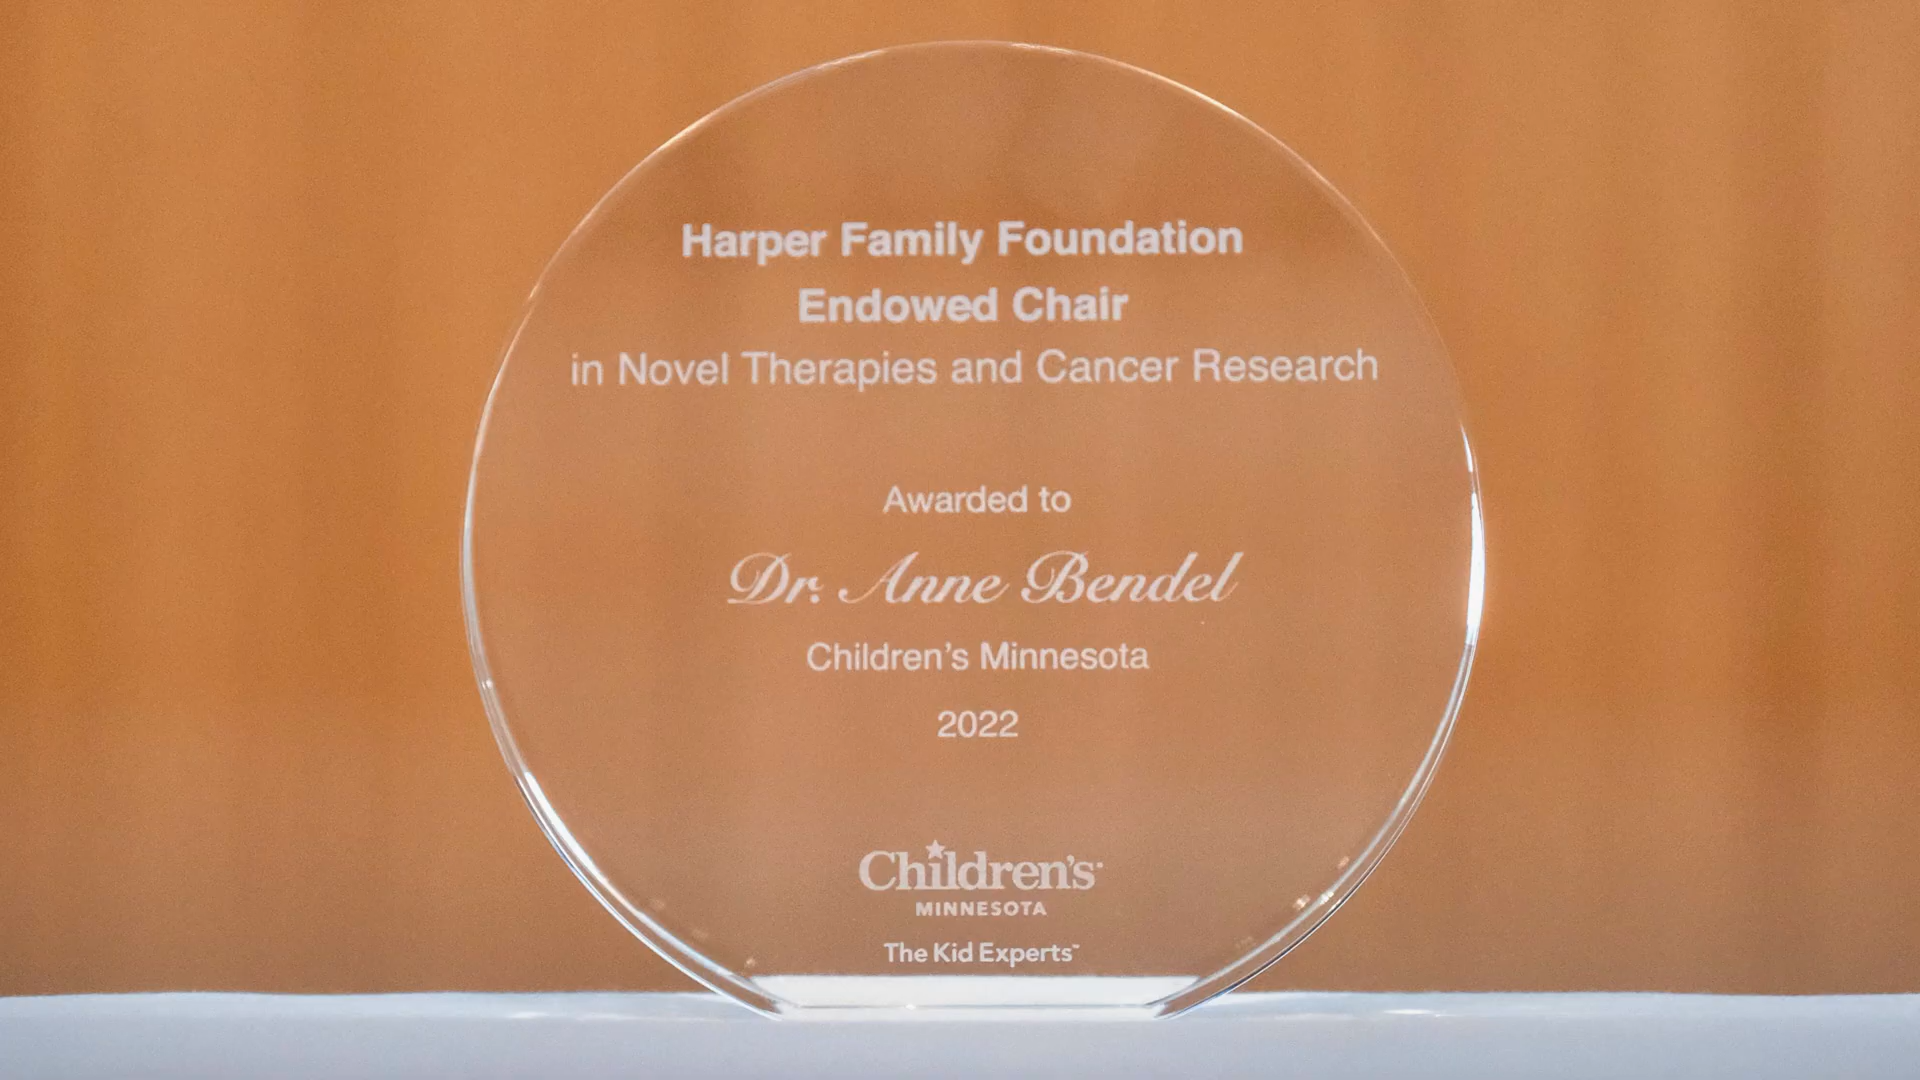 Harper Family Foundation
Endowed Chair
in Novel Therapies and Cancer Research
Awarded to
Dr. Anne Bendel
Children's Minnesota
2022
Children's
MINNESOTA
The Kid Experts™